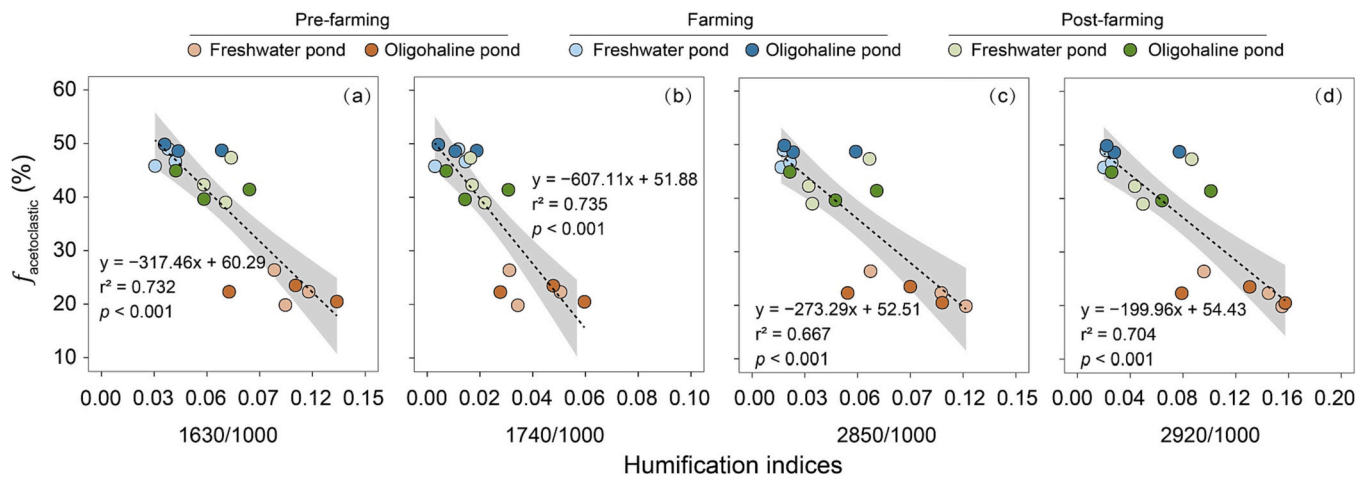 Pre-farming Farming Post-farming
Freshwater pond Oligohaline pond Freshwater pond Oligohaline pond Freshwater pond Oligohaline pond
(a) (b) (c) (d)
60
50
40
30
20
10
f acetoclastic (%)
y = −317.46x + 60.29
r² = 0.732
p < 0.001
y = −607.11x + 51.88
r² = 0.735
p < 0.001
y = −273.29x + 52.51
r² = 0.667
p < 0.001
y = −199.96x + 54.43
r² = 0.704
p < 0.001
0.00 0.03 0.06 0.09 0.12 0.15 0.00 0.02 0.04 0.06 0.08 0.10 0.00 0.03 0.06 0.09 0.12 0.15 0.00 0.04 0.08 0.12 0.16 0.20
1630/1000 1740/1000 2850/1000 2920/1000
Humification indices